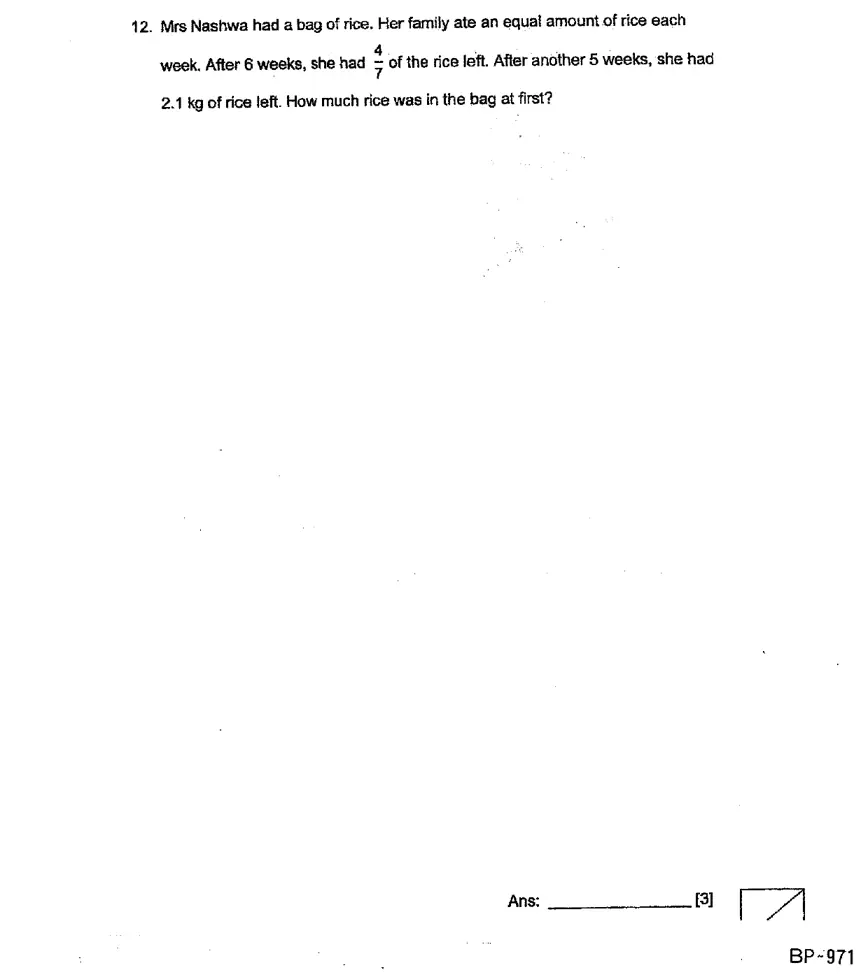 12. Mrs Nashwa had a bag of rice. Her family ate an equal amount of rice each
week. After 6 weeks, she had 4/7 of the rice left. After another 5 weeks, she had
2.1 kg of rice left. How much rice was in the bag at first?
Ans: ______________ [3]
BP-971